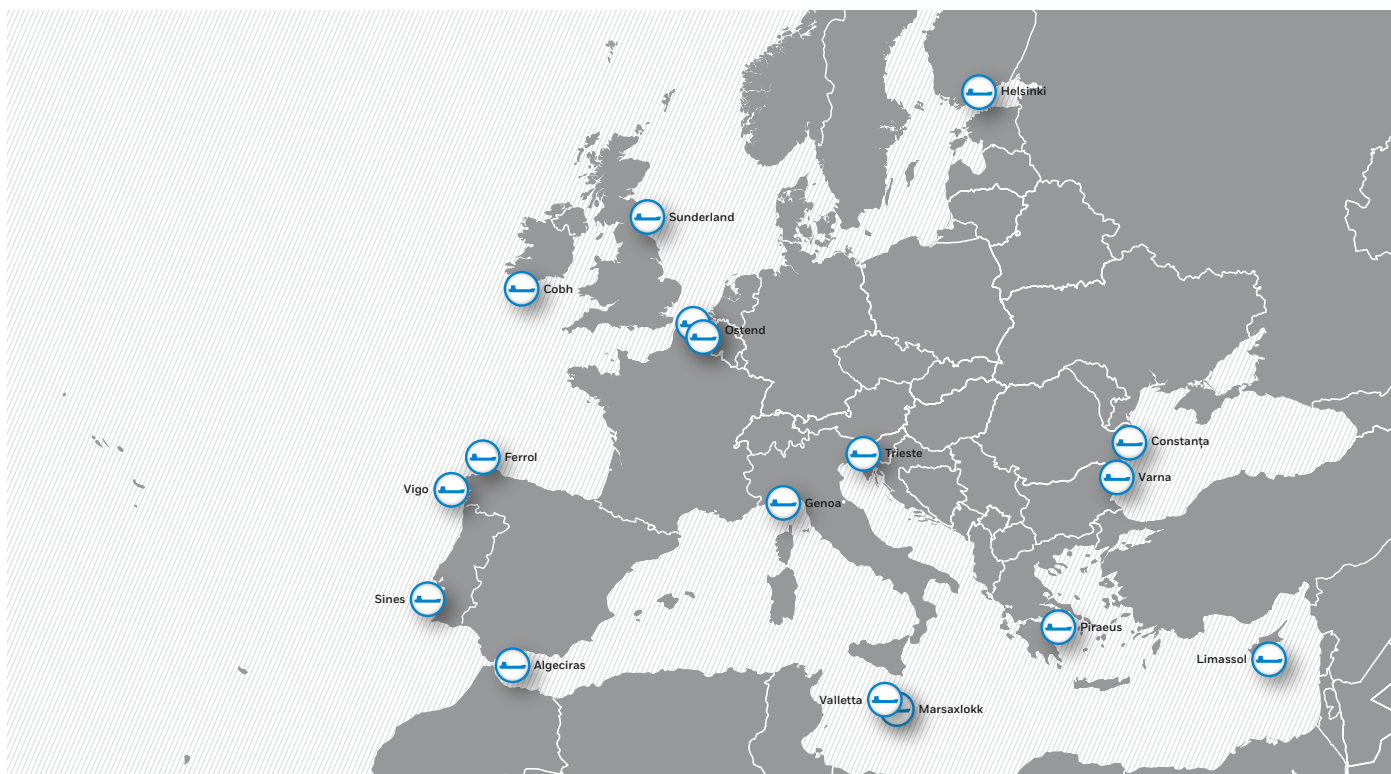 Helsinki
Sunderland
Cobh
Ostend
Constanța
Trieste
Ferrol
Varna
Vigo
Genoa
Sines
Piraeus
Limassol
Algeciras
Valletta
Marsaxlokk